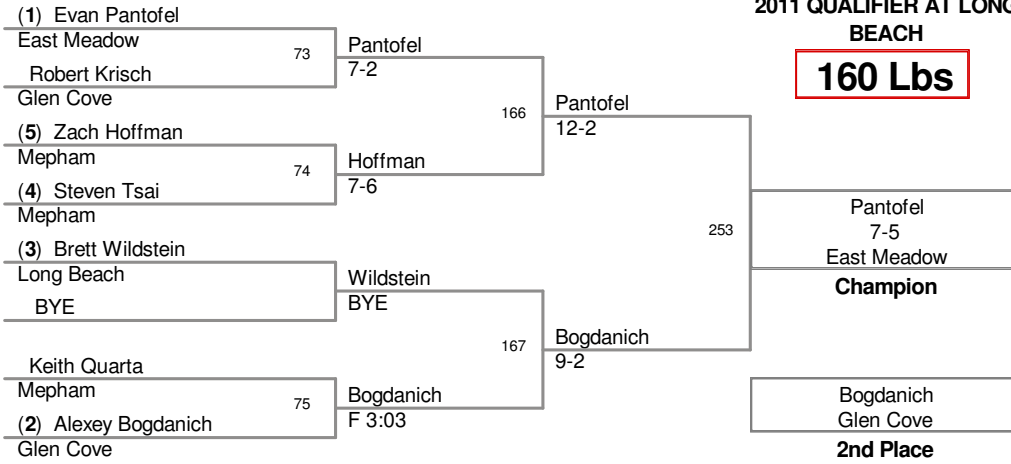 2011 QUALIFIER AT LONG
BEACH
160 Lbs
(1) Evan Pantofel
East Meadow
73
Robert Krisch
Glen Cove
Pantofel
7-2
(5) Zach Hoffman
Mepham
74
(4) Steven Tsai
Mepham
Hoffman
7-6
166
Pantofel
12-2
(3) Brett Wildstein
Long Beach
BYE
Wildstein
BYE
Keith Quarta
Mepham
75
(2) Alexey Bogdanich
Glen Cove
Bogdanich
F 3:03
167
Bogdanich
9-2
253
Pantofel
7-5
East Meadow
Champion
Bogdanich
Glen Cove
2nd Place